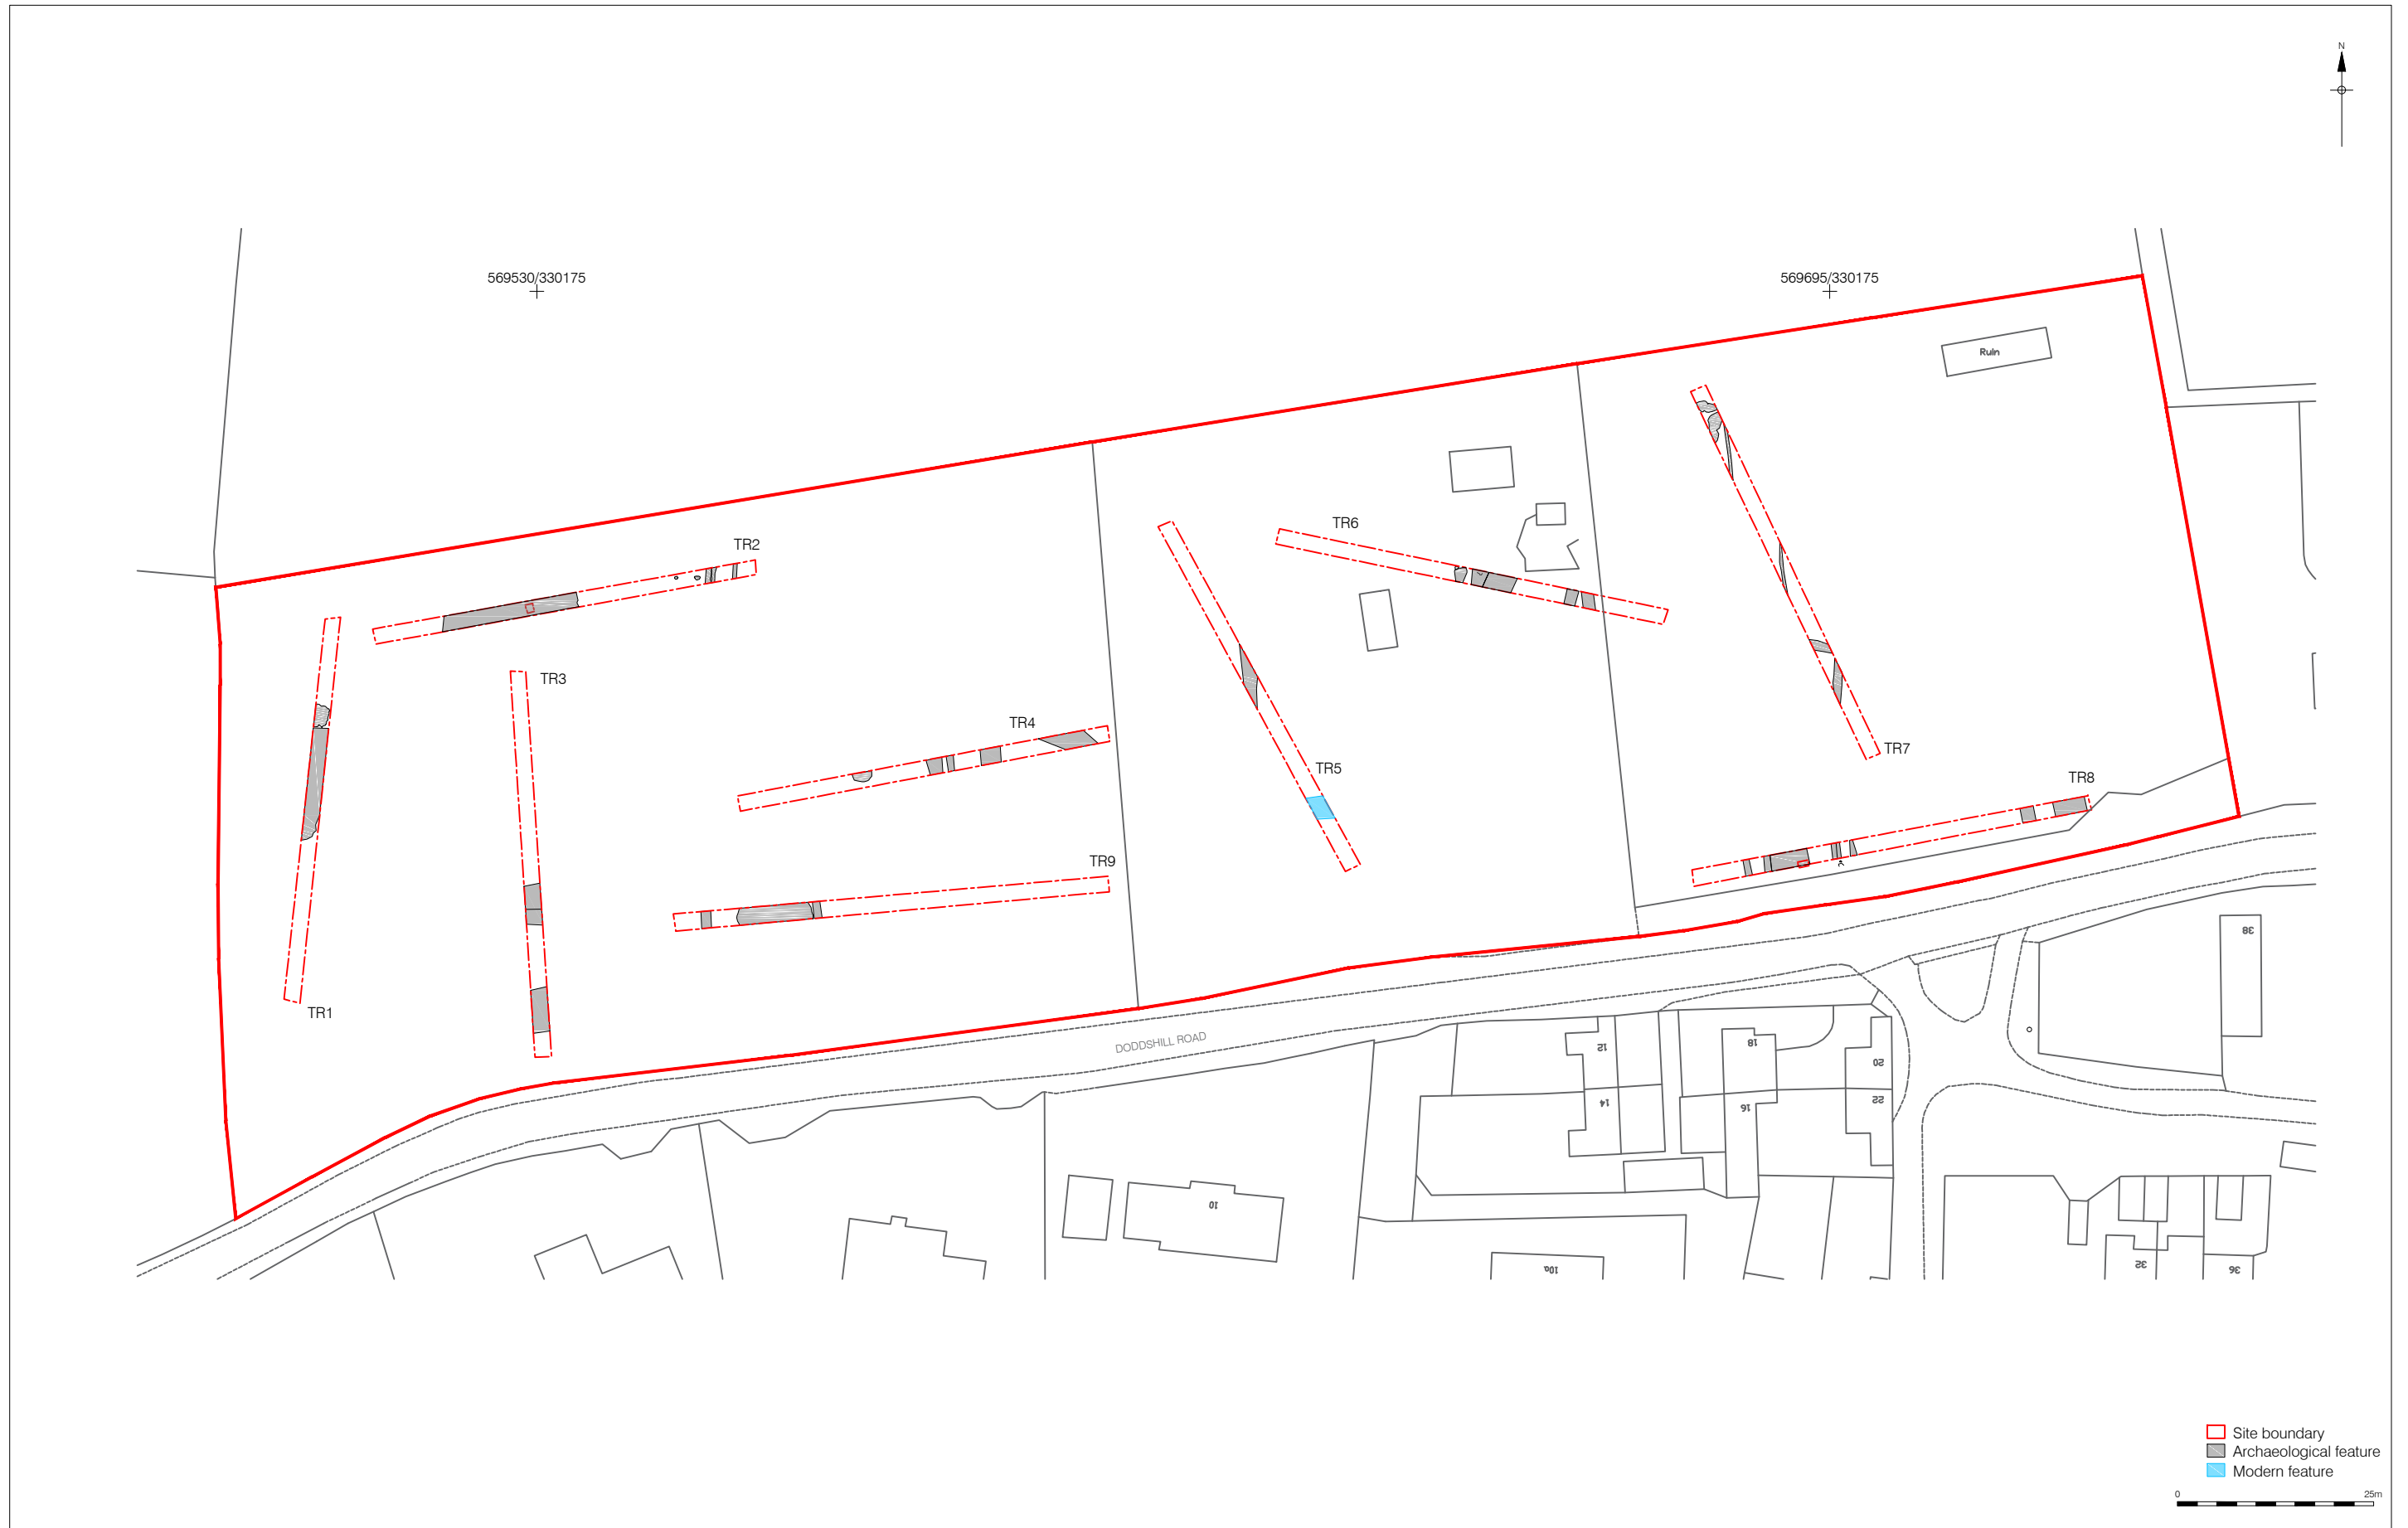 N
569530/330175
569695/330175
Ruin
TR6
TR2
TR3
TR4
TR7
TR5
TR8
TR9
38
TR1
DODDSHILL ROAD
12
18
20
14
16
22
10
10a
32
36
Site boundary
Archaeological feature
Modern feature
0
25m